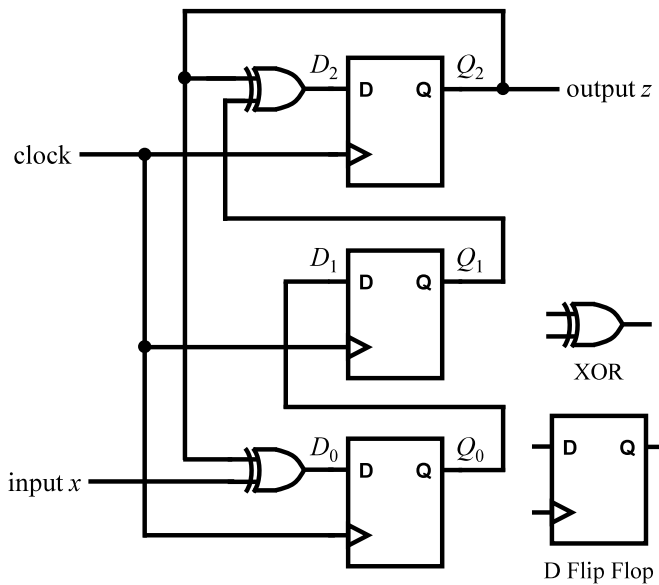 D₂ D Q Q₂ output z
clock
D₁ D Q Q₁
XOR
D₀ D Q Q₀
input x
D Q
D Flip Flop